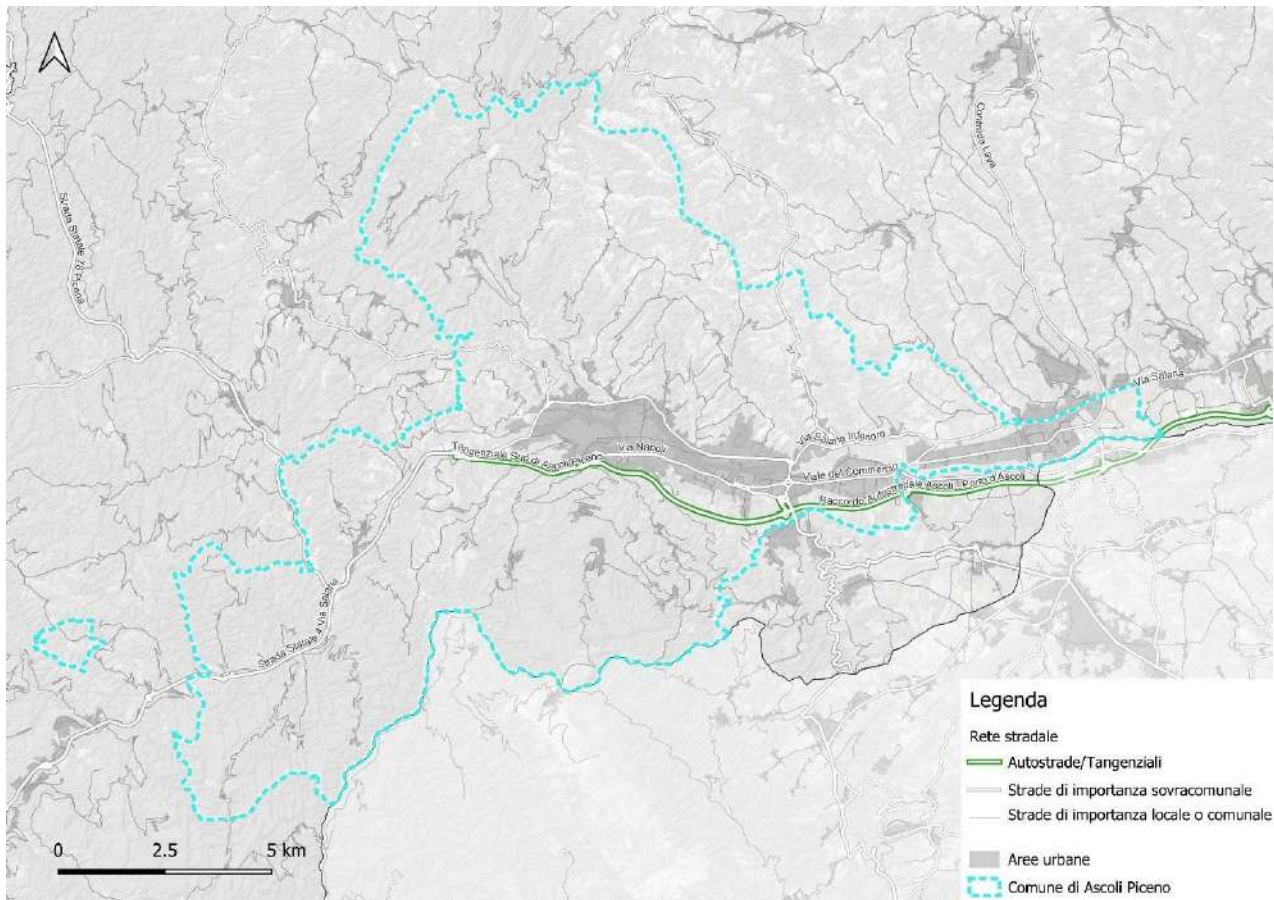 Contrada Lava
Strada Statale 78 Picena
Via Salaria
Via Salaria Inferiore
Tangenziale Sud di Ascoli Piceno
Via Napoli
Viale del Commercio
Raccordo Autostradale Ascoli - Porto d'Ascoli
Strada Statale 4 Via Salaria
Legenda
Rete stradale
Autostrade/Tangenziali
Strade di importanza sovracomunale
Strade di importanza locale o comunale
Aree urbane
Comune di Ascoli Piceno
0 2.5 5 km